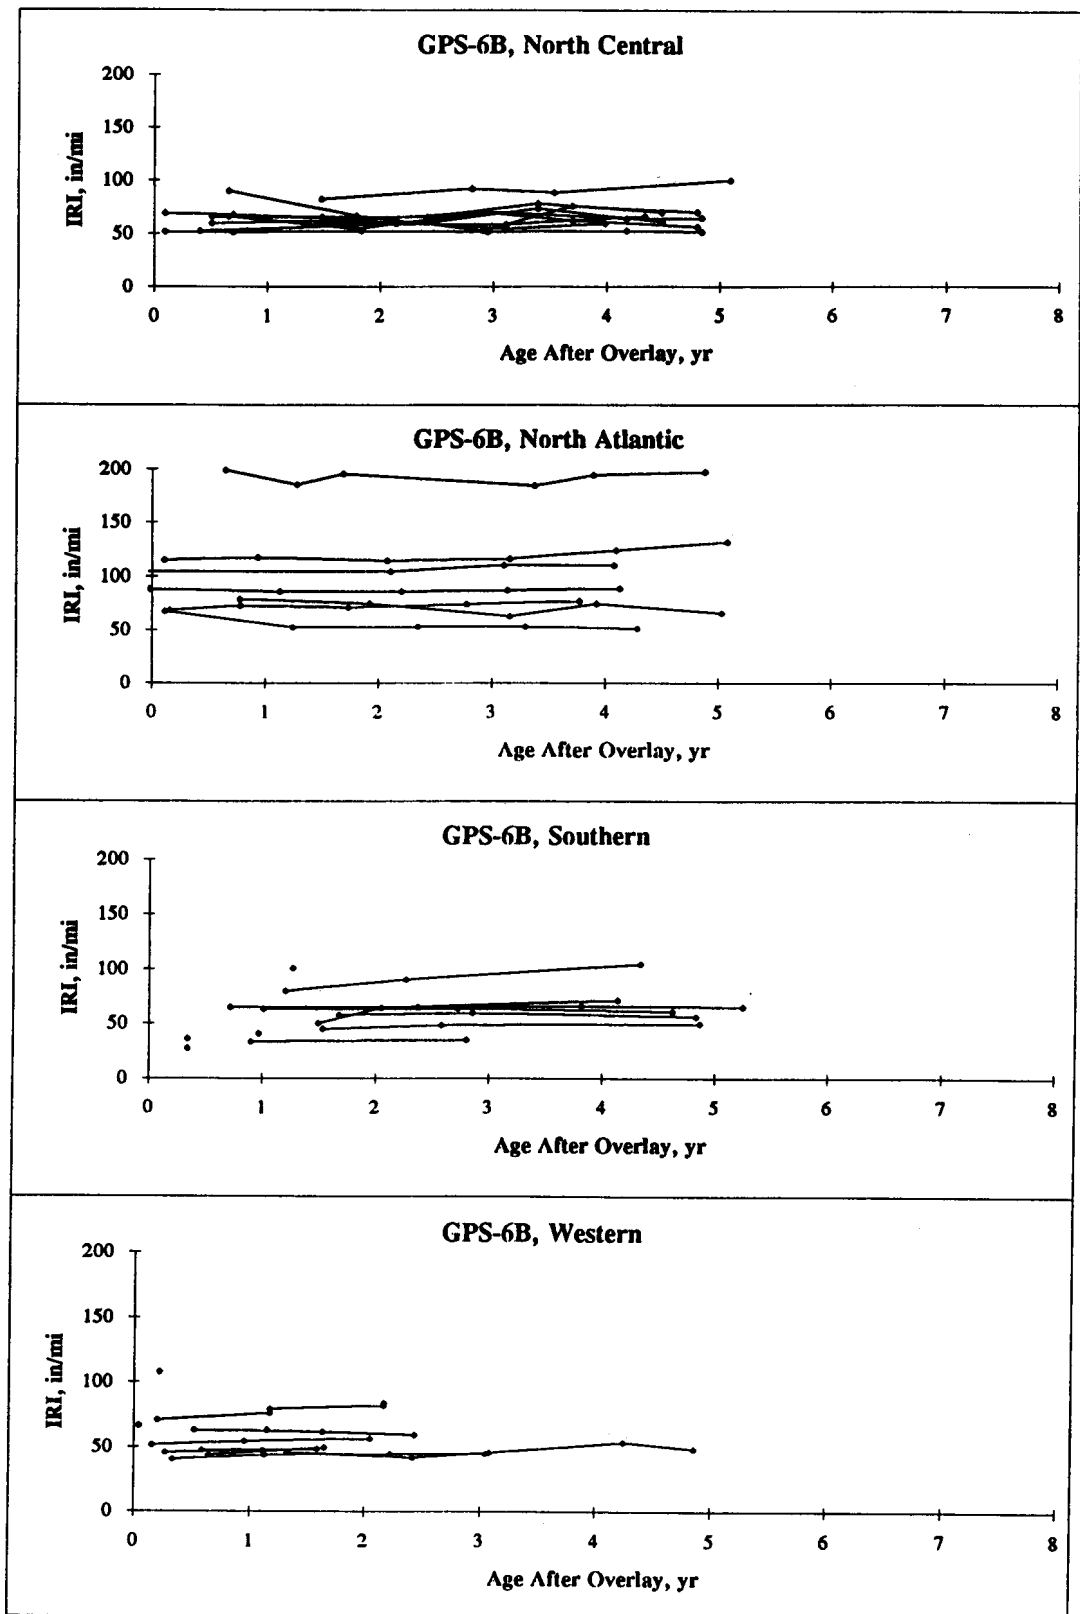 GPS-6B, North Central
200
150
100
50
0
IRI, in/mi
0 1 2 3 4 5 6 7 8
Age After Overlay, yr
GPS-6B, North Atlantic
200
150
100
50
0
IRI, in/mi
0 1 2 3 4 5 6 7 8
Age After Overlay, yr
GPS-6B, Southern
200
150
100
50
0
IRI, in/mi
0 1 2 3 4 5 6 7 8
Age After Overlay, yr
GPS-6B, Western
200
150
100
50
0
IRI, in/mi
0 1 2 3 4 5 6 7 8
Age After Overlay, yr